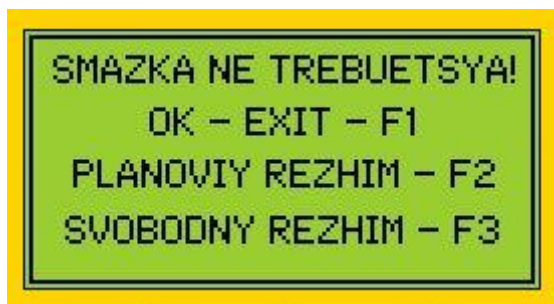 SMAZKA NE TREBUETSYA!
OK – EXIT – F1
PLANOVIY REZHIM – F2
SVOBODNY REZHIM – F3